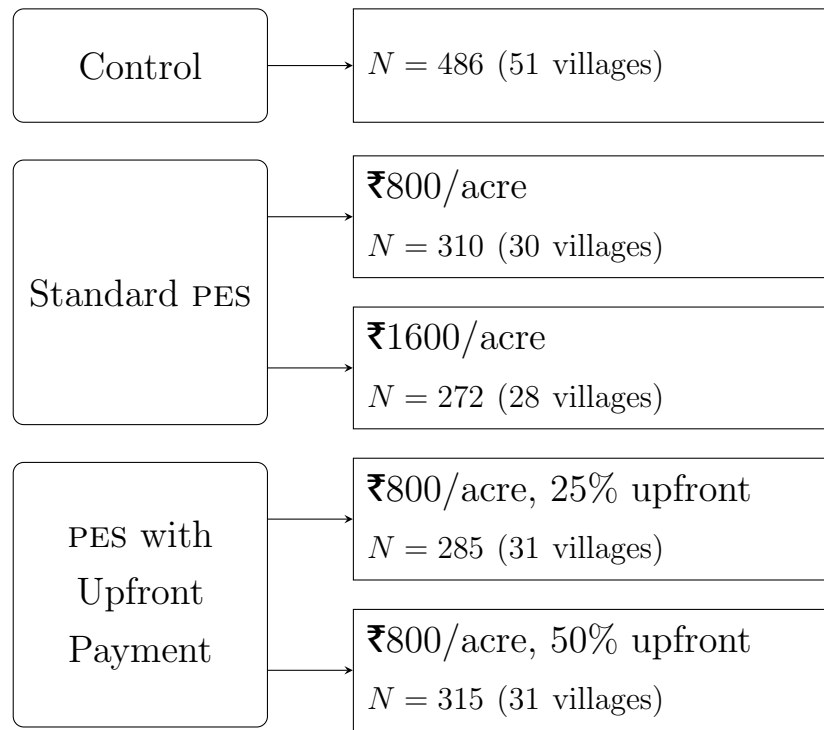 Control
N = 486 (51 villages)
Standard PES
₹800/acre
N = 310 (30 villages)
₹1600/acre
N = 272 (28 villages)
PES with
Upfront
Payment
₹800/acre, 25% upfront
N = 285 (31 villages)
₹800/acre, 50% upfront
N = 315 (31 villages)